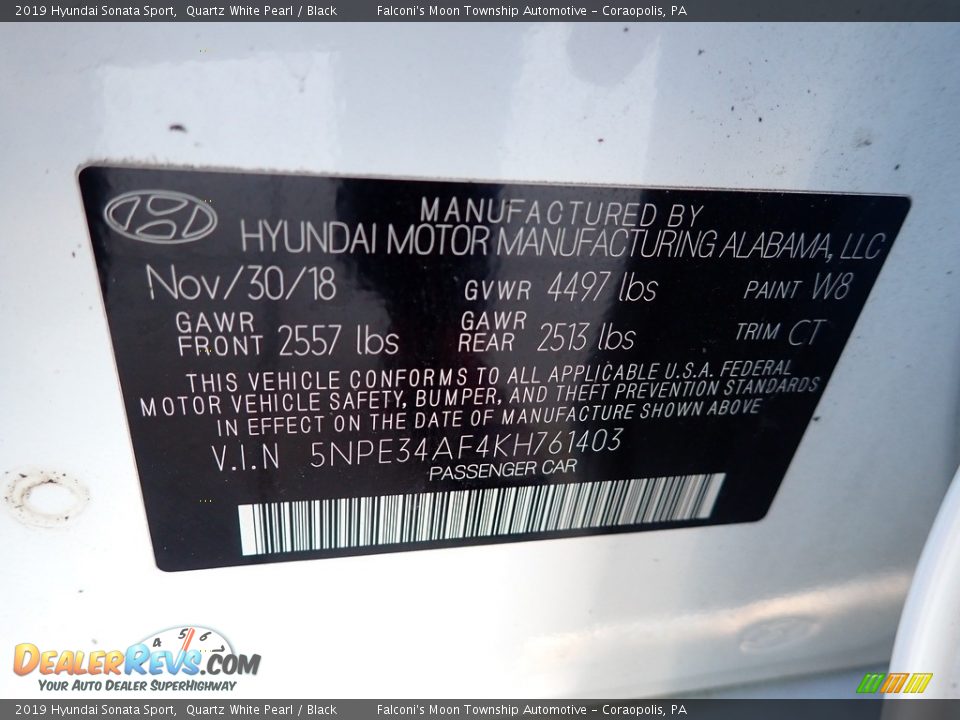 2019 Hyundai Sonata Sport,  Quartz White Pearl / Black    Falconi's Moon Township Automotive - Coraopolis, PA
MANUFACTURED BY
HYUNDAI MOTOR MANUFACTURING ALABAMA, LLC
Nov/30/18 GVWR 4497 lbs PAINT W8
GAWR FRONT 2557 lbs GAWR REAR 2513 lbs TRIM CT
THIS VEHICLE CONFORMS TO ALL APPLICABLE U.S.A. FEDERAL
MOTOR VEHICLE SAFETY, BUMPER, AND THEFT PREVENTION STANDARDS
IN EFFECT ON THE DATE OF MANUFACTURE SHOWN ABOVE
V.I.N 5NPE34AF4KH761403
PASSENGER CAR
4 5 6
DEALERREVS.COM
YOUR AUTO DEALER SUPERHIGHWAY
2019 Hyundai Sonata Sport,  Quartz White Pearl / Black    Falconi's Moon Township Automotive - Coraopolis, PA